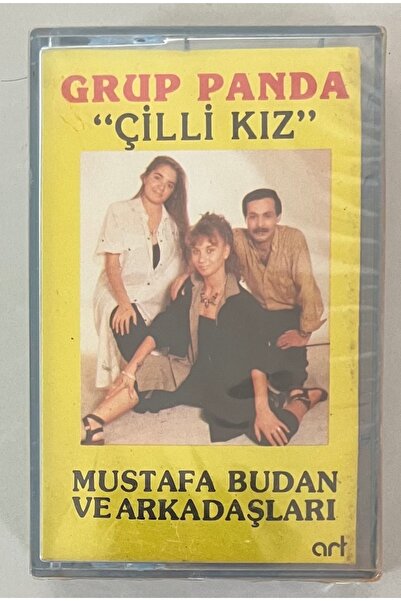 GRUP PANDA
“ÇİLLİ KIZ”
MUSTAFA BUDAN
VE ARKADAŞLARI
art